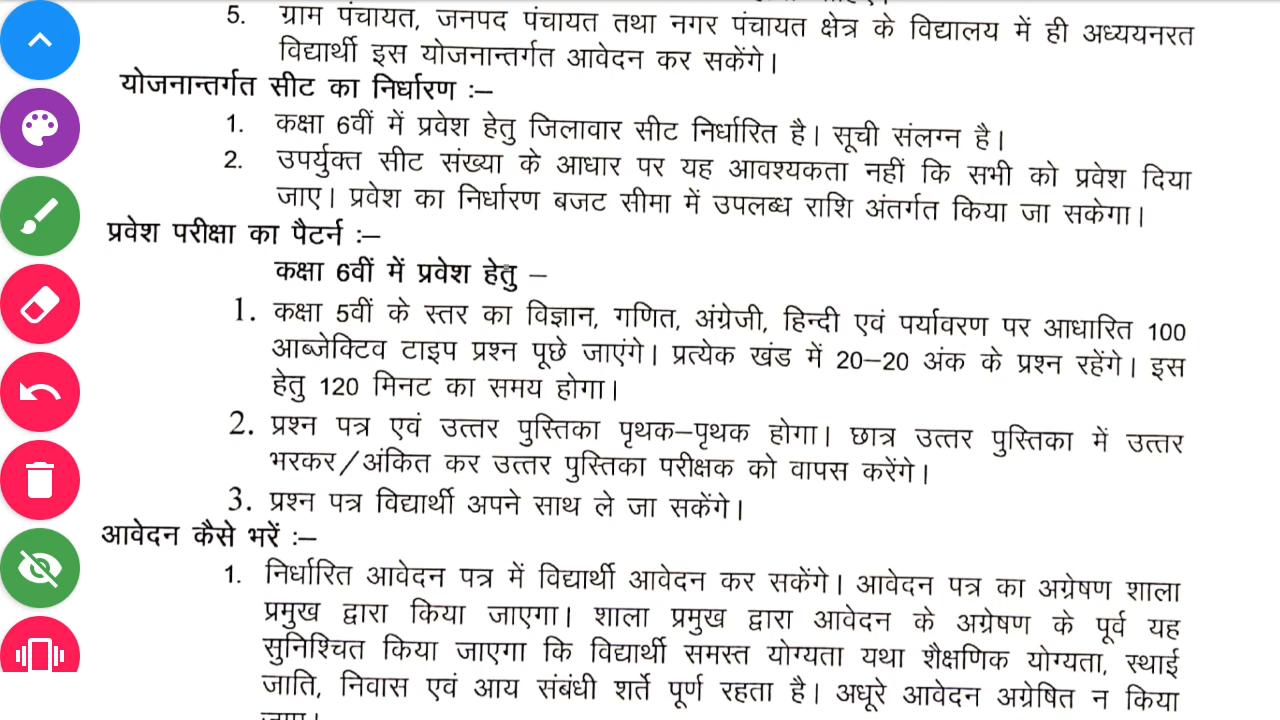 5. ग्राम पंचायत, जनपद पंचायत तथा नगर पंचायत क्षेत्र के विद्यालय में ही अध्ययनरत
विद्यार्थी इस योजनान्तर्गत आवेदन कर सकेंगे।
योजनान्तर्गत सीट का निर्धारण :–
1. कक्षा 6वीं में प्रवेश हेतु जिलावार सीट निर्धारित है। सूची संलग्न है।
2. उपर्युक्त सीट संख्या के आधार पर यह आवश्यकता नहीं कि सभी को प्रवेश दिया
जाए। प्रवेश का निर्धारण बजट सीमा में उपलब्ध राशि अंतर्गत किया जा सकेगा।
प्रवेश परीक्षा का पैटर्न :–
कक्षा 6वीं में प्रवेश हेतु –
1. कक्षा 5वीं के स्तर का विज्ञान, गणित, अंग्रेजी, हिन्दी एवं पर्यावरण पर आधारित 100
आब्जेक्टिव टाइप प्रश्न पूछे जाएंगे। प्रत्येक खंड में 20–20 अंक के प्रश्न रहेंगे। इस
हेतु 120 मिनट का समय होगा।
2. प्रश्न पत्र एवं उत्तर पुस्तिका पृथक–पृथक होगा। छात्र उत्तर पुस्तिका में उत्तर
भरकर/अंकित कर उत्तर पुस्तिका परीक्षक को वापस करेंगे।
3. प्रश्न पत्र विद्यार्थी अपने साथ ले जा सकेंगे।
आवेदन कैसे भरें :–
1. निर्धारित आवेदन पत्र में विद्यार्थी आवेदन कर सकेंगे। आवेदन पत्र का अग्रेषण शाला
प्रमुख द्वारा किया जाएगा। शाला प्रमुख द्वारा आवेदन के अग्रेषण के पूर्व यह
सुनिश्चित किया जाएगा कि विद्यार्थी समस्त योग्यता यथा शैक्षणिक योग्यता, स्थाई
जाति, निवास एवं आय संबंधी शर्ते पूर्ण रहता है। अधूरे आवेदन अग्रेषित न किया